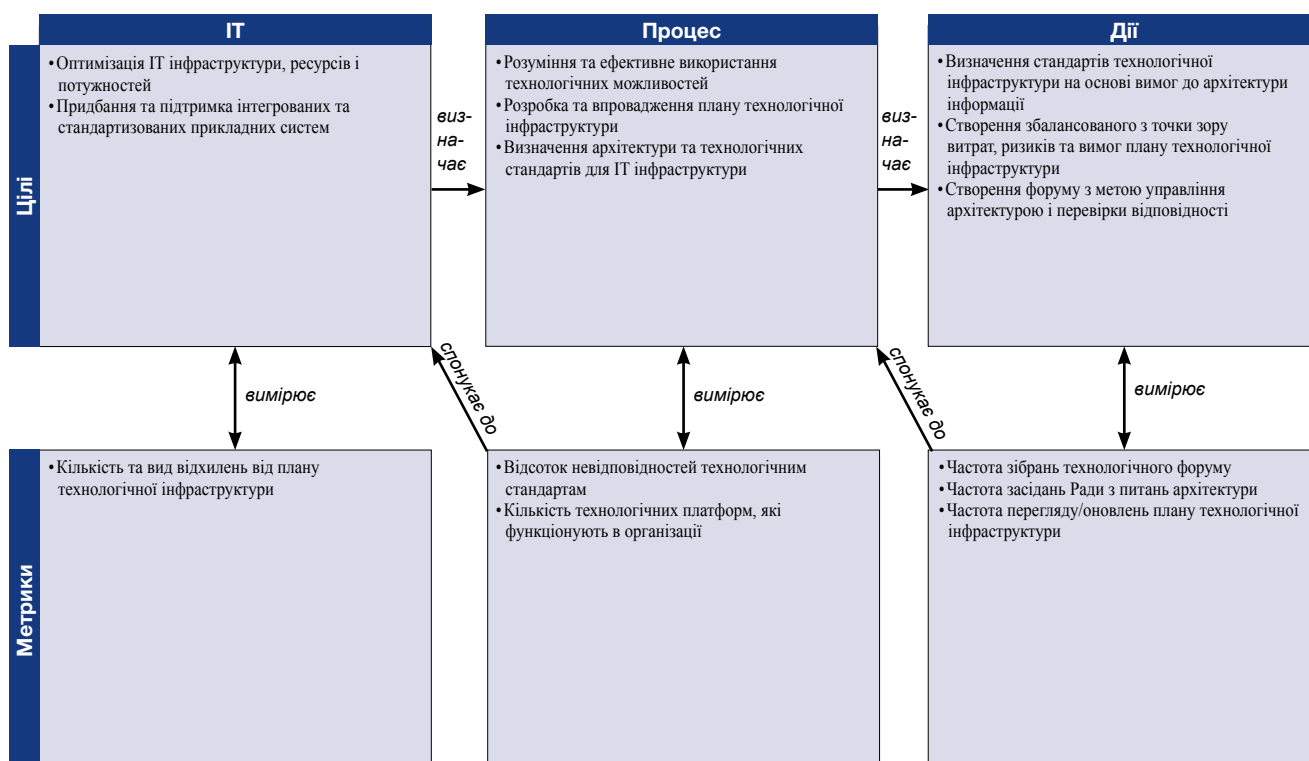 ІТ
Процес
Дії
Цілі
•Оптимізація ІТ інфраструктури, ресурсів і
потужностей
•Придбання та підтримка інтегрованих та
стандартизованих прикладних систем
виз-
на-
чає
•Розуміння та ефективне використання
технологічних можливостей
•Розробка та впровадження плану технологічної
інфраструктури
•Визначення архітектури та технологічних
стандартів для ІТ інфраструктури
виз-
на-
чає
•Визначення стандартів технологічної
інфраструктури на основі вимог до архітектури
інформації
•Створення збалансованого з точки зору
витрат, ризиків та вимог плану технологічної
інфраструктури
•Створення форуму з метою управління
архітектурою і перевірки відповідності
вимірює
спонукає до
вимірює
спонукає до
вимірює
Метрики
•Кількість та вид відхилень від плану
технологічної інфраструктури
•Відсоток невідповідностей технологічним
стандартам
•Кількість технологічних платформ, які
функціонують в організації
•Частота зібрань технологічного форуму
•Частота засідань Ради з питань архітектури
•Частота перегляду/оновлень плану технологічної
інфраструктури